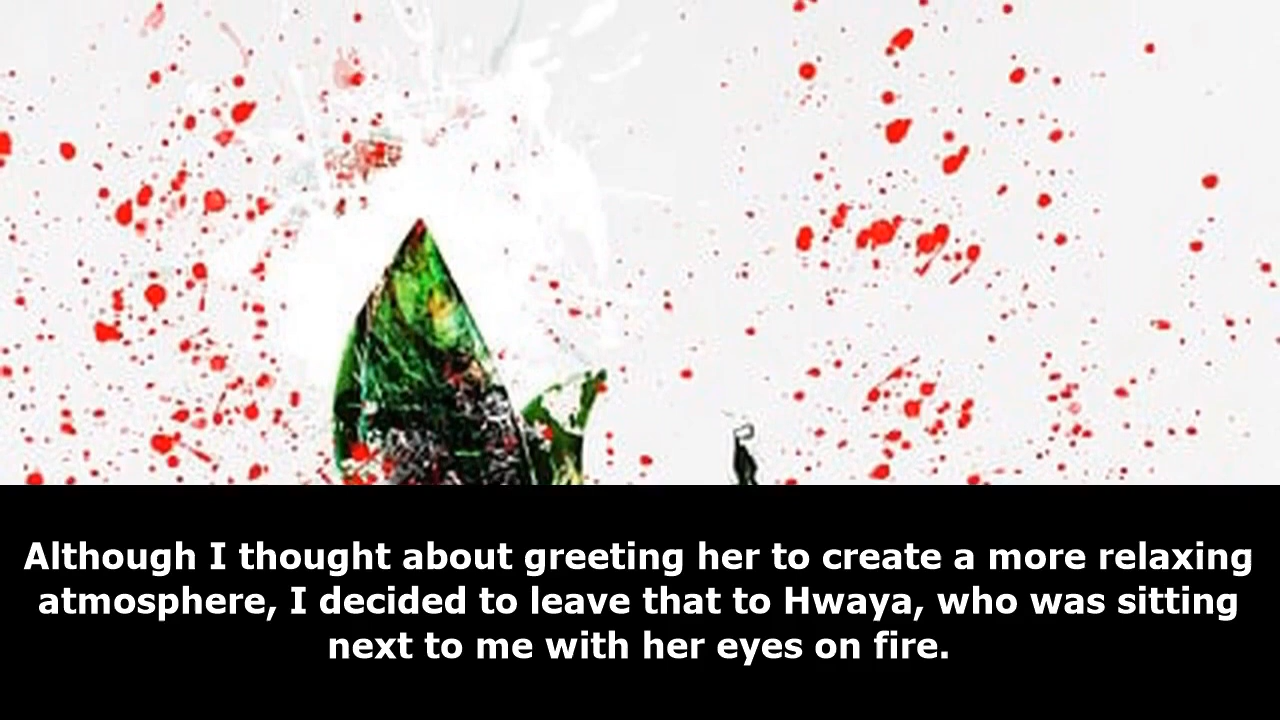 Although I thought about greeting her to create a more relaxing
atmosphere, I decided to leave that to Hwaya, who was sitting
next to me with her eyes on fire.